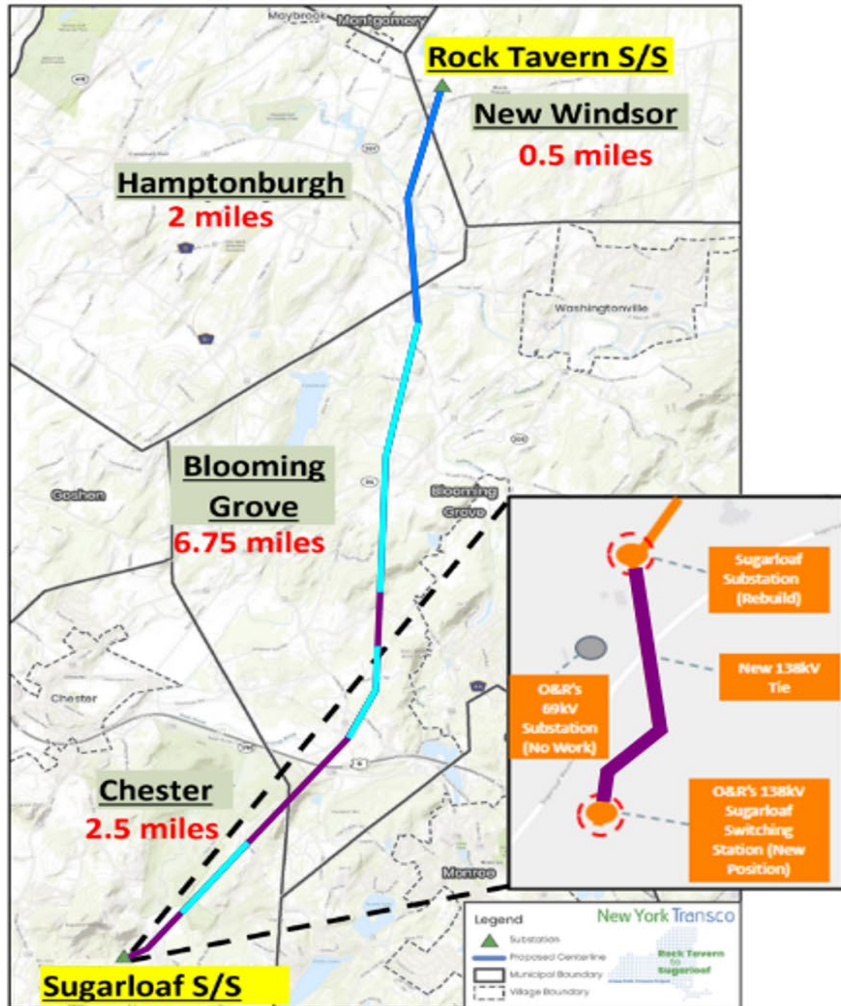 Maybrook
Montgomery
Rock Tavern S/S
New Windsor
0.5 miles
Hamptonburgh
2 miles
Washingtonville
Blooming
Grove
6.75 miles
Goshen
Blooming
Grove
Sugarloaf
Substation
(Rebuild)
New 138kV
Tie
O&R's
69kV
Substation
(No Work)
O&R's 138kV
Sugarloaf
Switching
Station (New
Position)
Chester
Chester
2.5 miles
Monroe
Sugarloaf S/S
Legend
Substation
Proposed Centerline
Municipal Boundary
Village Boundary
New York Transco
Rock Tavern
to
Sugarloaf